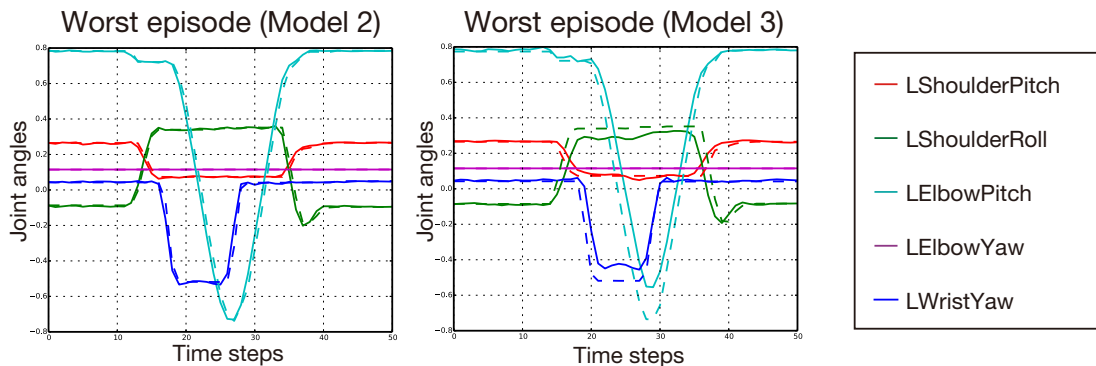 Worst episode (Model 2)
Joint angles
0.8
0.6
0.4
0.2
0.0
−0.2
−0.4
−0.6
−0.8
0
10
20
30
40
50
Time steps
Worst episode (Model 3)
Joint angles
0.8
0.6
0.4
0.2
0.0
−0.2
−0.4
−0.6
−0.8
0
10
20
30
40
50
Time steps
LShoulderPitch
LShoulderRoll
LElbowPitch
LElbowYaw
LWristYaw